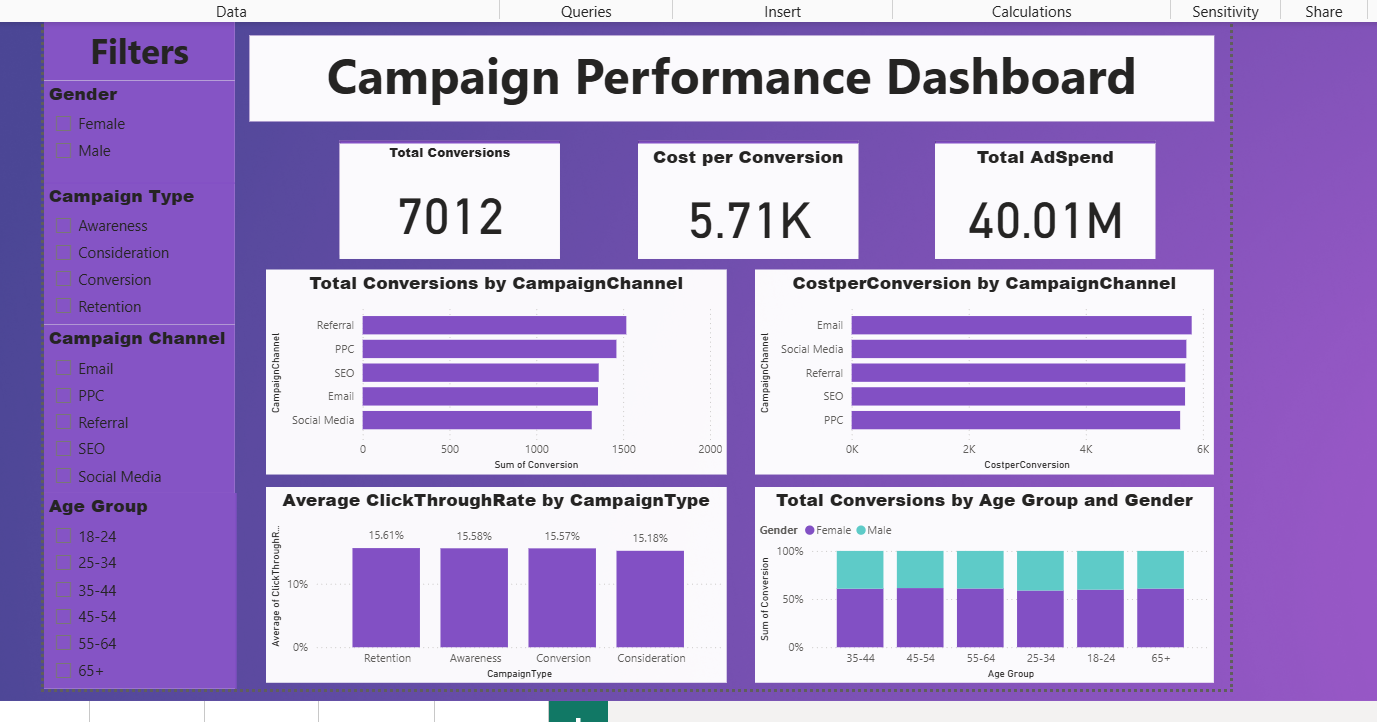 Data Queries Insert Calculations Sensitivity Share
Filters
Gender
Female
Male
Campaign Type
Awareness
Consideration
Conversion
Retention
Campaign Channel
Email
PPC
Referral
SEO
Social Media
Age Group
18-24
25-34
35-44
45-54
55-64
65+
Campaign Performance Dashboard
Total Conversions
7012
Cost per Conversion
5.71K
Total AdSpend
40.01M
Total Conversions by CampaignChannel
CampaignChannel
Referral
PPC
SEO
Email
Social Media
0 500 1000 1500 2000
Sum of Conversion
CostperConversion by CampaignChannel
CampaignChannel
Email
Social Media
Referral
SEO
PPC
0K 2K 4K 6K
CostperConversion
Average ClickThroughRate by CampaignType
Average of ClickThroughR...
15.61% 15.58% 15.57% 15.18%
10%
0%
Retention Awareness Conversion Consideration
CampaignType
Total Conversions by Age Group and Gender
Gender Female Male
Sum of Conversion
100%
50%
0%
35-44 45-54 55-64 25-34 18-24 65+
Age Group